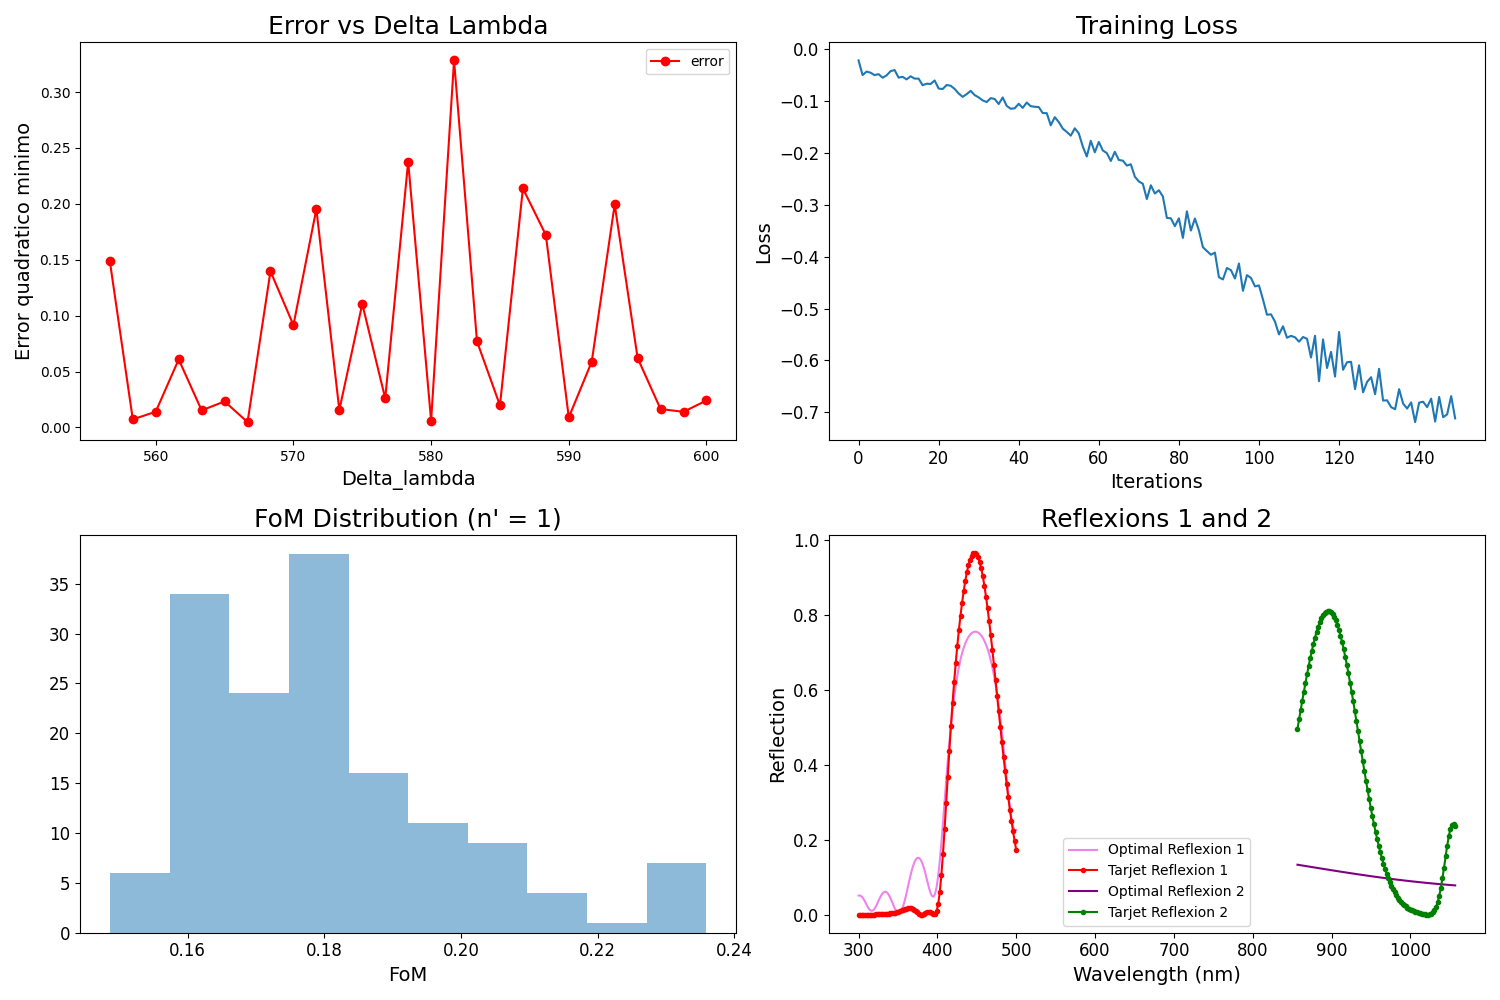 Error vs Delta Lambda
error
Error quadratico minimo
0.30
0.25
0.20
0.15
0.10
0.05
0.00
560 570 580 590 600
Delta_lambda
Training Loss
Loss
0.0
−0.1
−0.2
−0.3
−0.4
−0.5
−0.6
−0.7
0 20 40 60 80 100 120 140
Iterations
FoM Distribution (n' = 1)
35
30
25
20
15
10
5
0
0.16 0.18 0.20 0.22 0.24
FoM
Reflexions 1 and 2
Reflection
1.0
0.8
0.6
0.4
0.2
0.0
Optimal Reflexion 1
Tarjet Reflexion 1
Optimal Reflexion 2
Tarjet Reflexion 2
300 400 500 600 700 800 900 1000
Wavelength (nm)